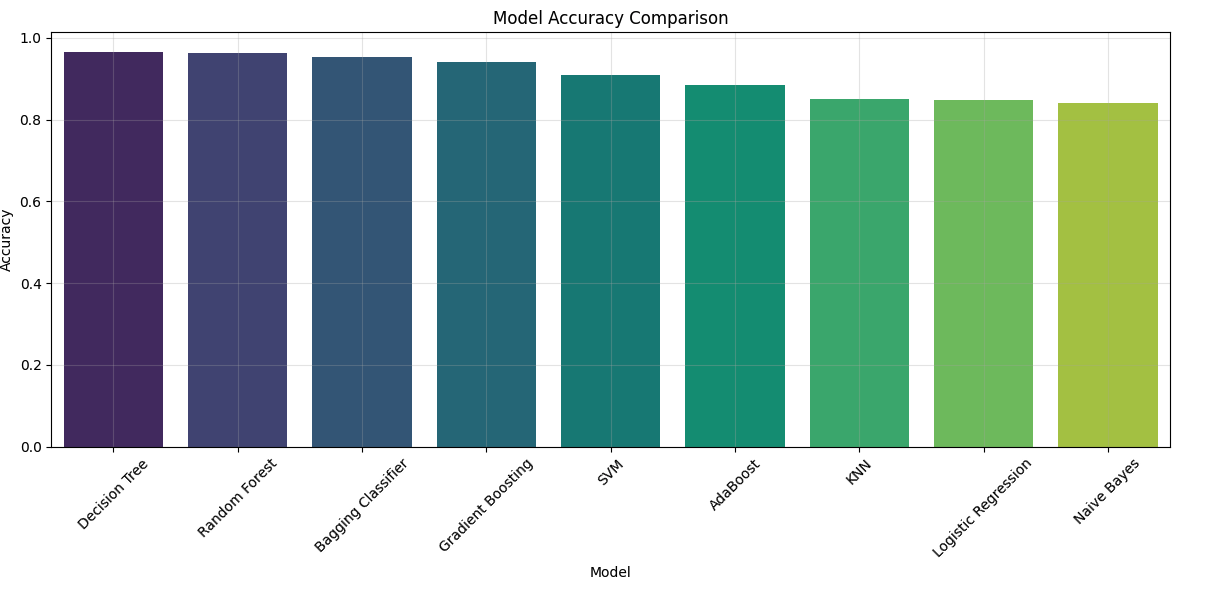 Model Accuracy Comparison
Accuracy
1.0
0.8
0.6
0.4
0.2
0.0
Decision Tree
Random Forest
Bagging Classifier
Gradient Boosting
SVM
AdaBoost
KNN
Logistic Regression
Naive Bayes
Model